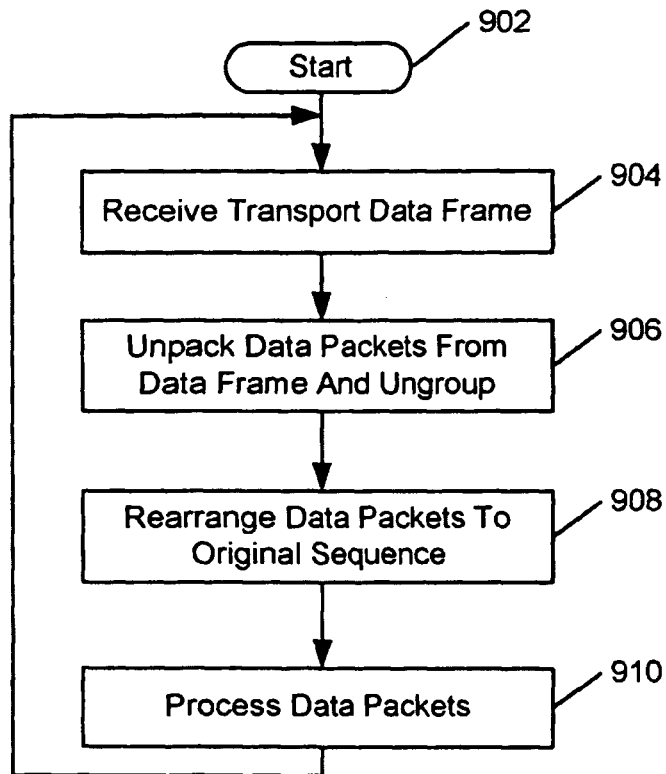 902
Start
904
Receive Transport Data Frame
906
Unpack Data Packets From
Data Frame And Ungroup
908
Rearrange Data Packets To
Original Sequence
910
Process Data Packets